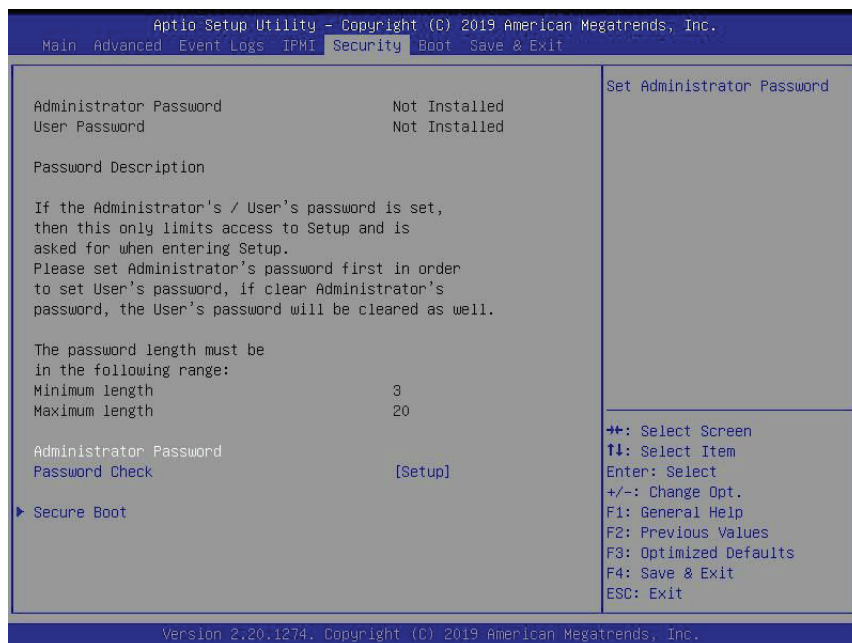 Aptio Setup Utility – Copyright (C) 2019 American Megatrends, Inc.
Main Advanced Event Logs IPMI Security Boot Save & Exit
Administrator Password Not Installed
User Password Not Installed
Password Description
If the Administrator's / User's password is set,
then this only limits access to Setup and is
asked for when entering Setup.
Please set Administrator's password first in order
to set User's password, if clear Administrator's
password, the User's password will be cleared as well.
The password length must be
in the following range:
Minimum length 3
Maximum length 20
Administrator Password
Password Check [Setup]
▶ Secure Boot
Set Administrator Password
→←: Select Screen
↑↓: Select Item
Enter: Select
+/-: Change Opt.
F1: General Help
F2: Previous Values
F3: Optimized Defaults
F4: Save & Exit
ESC: Exit
Version 2.20.1274. Copyright (C) 2019 American Megatrends, Inc.